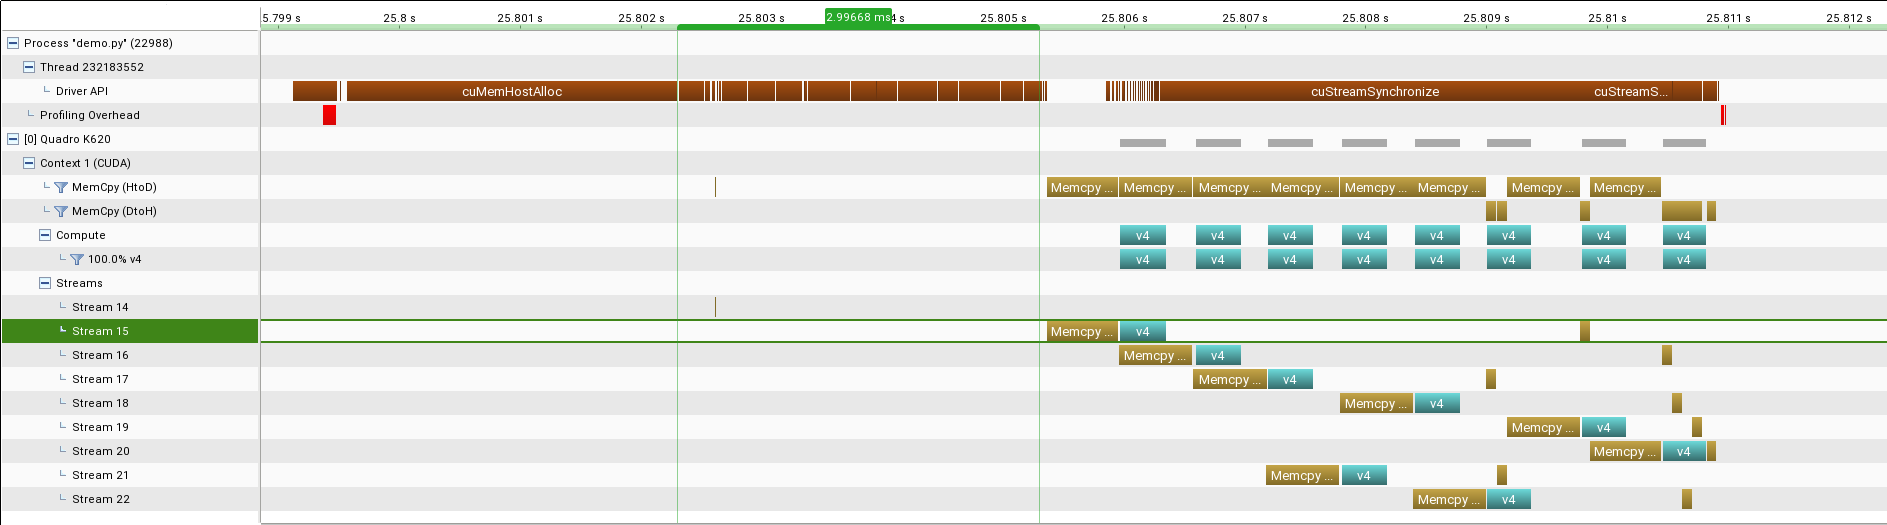 5.799 s 25.8 s 25.801 s 25.802 s 25.803 s 2.99668 ms 4 s 25.805 s 25.806 s 25.807 s 25.808 s 25.809 s 25.81 s 25.811 s 25.812 s
Process "demo.py" (22988)
Thread 232183552
Driver API cuMemHostAlloc cuStreamSynchronize cuStreamS...
Profiling Overhead
[0] Quadro K620
Context 1 (CUDA)
MemCpy (HtoD) Memcpy ... Memcpy ... Memcpy ... Memcpy ... Memcpy ... Memcpy ... Memcpy ... Memcpy ...
MemCpy (DtoH)
Compute v4 v4 v4 v4 v4 v4 v4 v4
100.0% v4 v4 v4 v4 v4 v4 v4 v4 v4
Streams
Stream 14
Stream 15 Memcpy ... v4
Stream 16 Memcpy ... v4
Stream 17 Memcpy ... v4
Stream 18 Memcpy ... v4
Stream 19 Memcpy ... v4
Stream 20 Memcpy ... v4
Stream 21 Memcpy ... v4
Stream 22 Memcpy ... v4